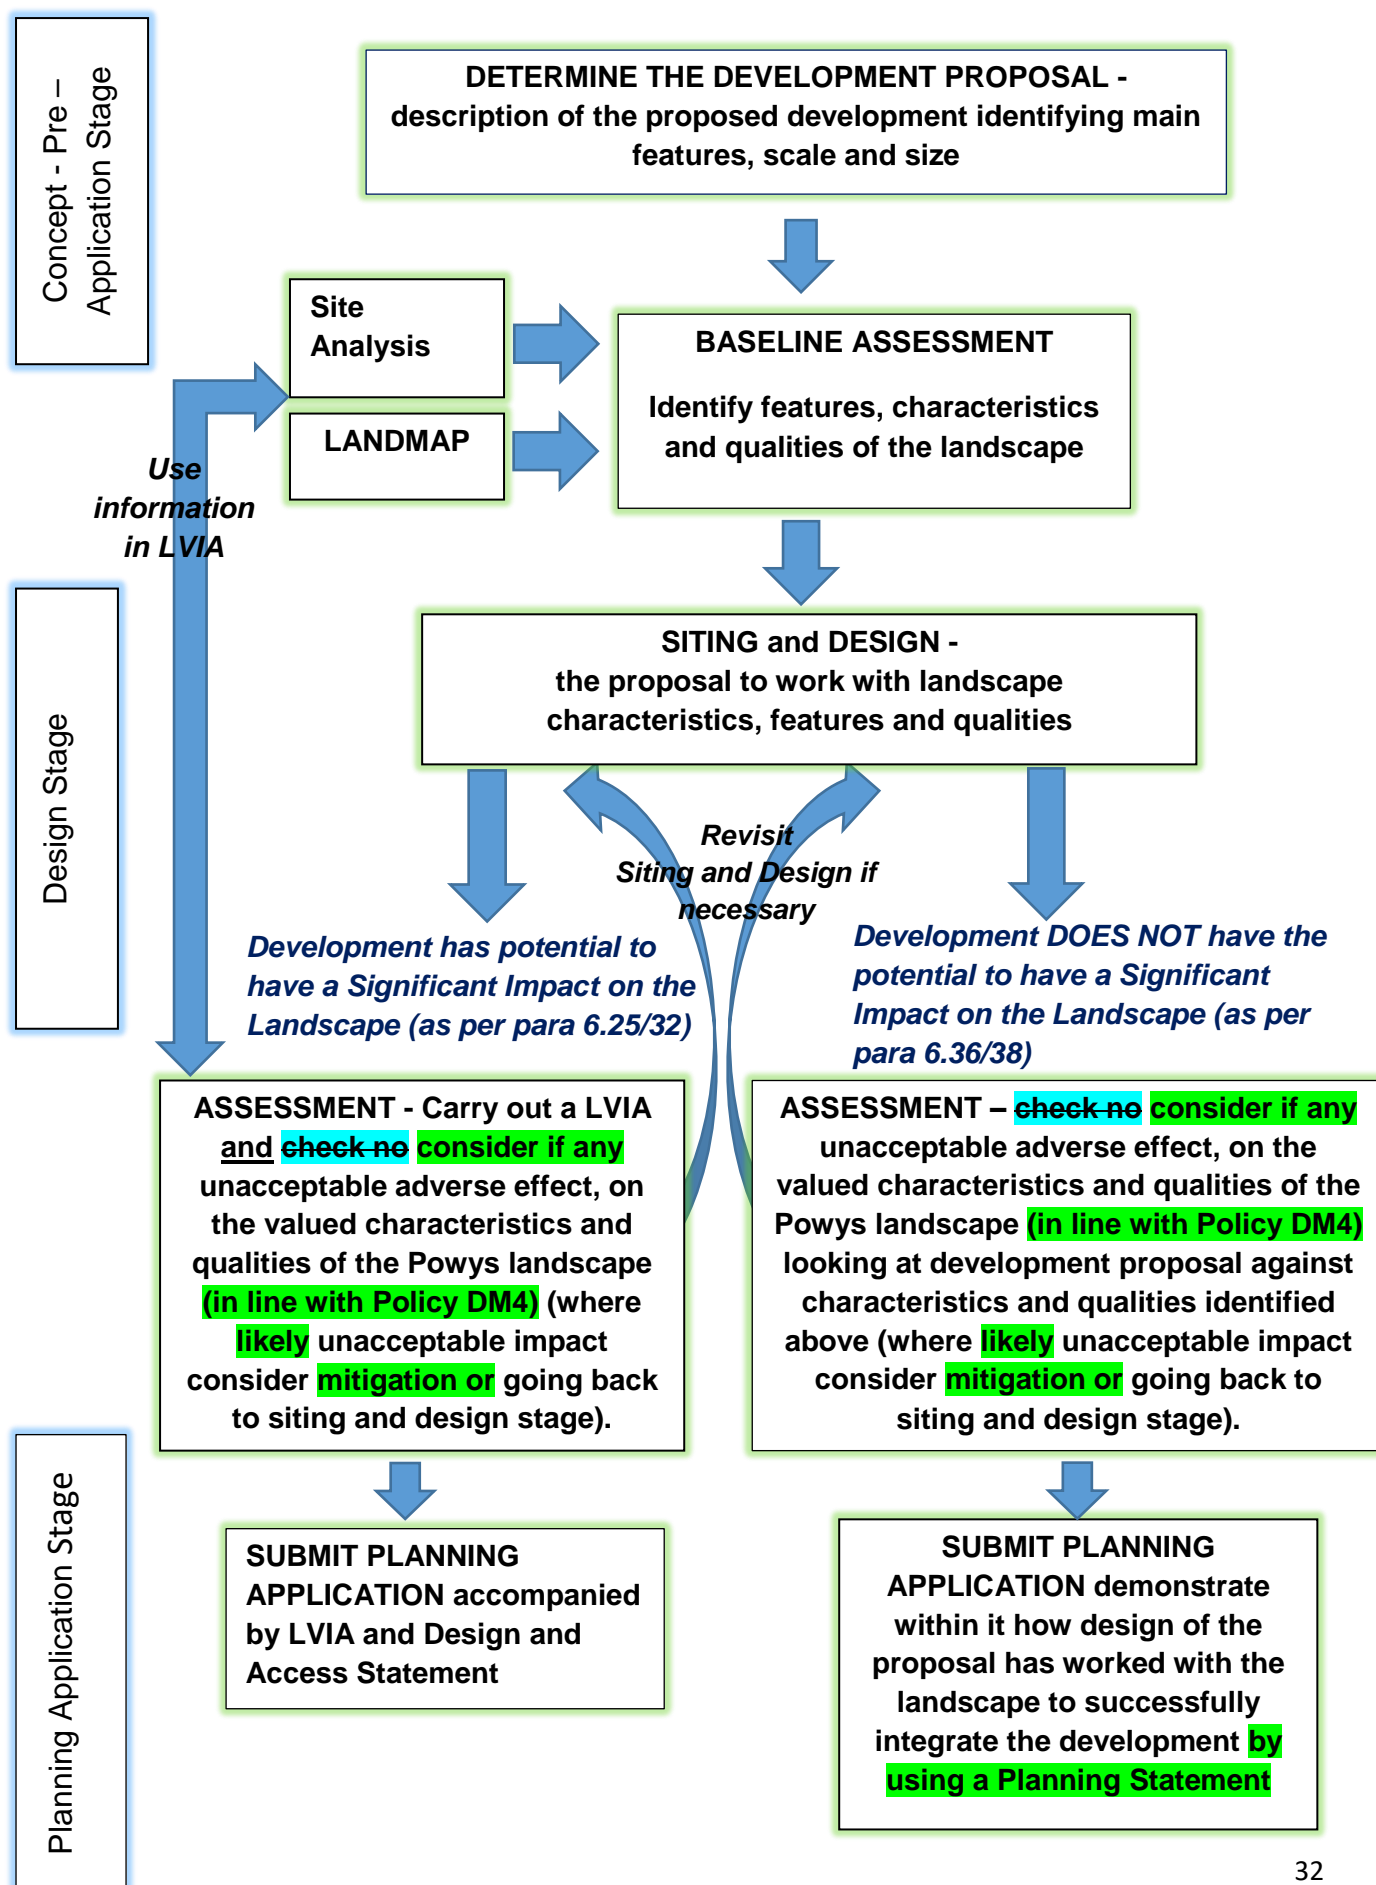 Concept - Pre –
Application Stage
DETERMINE THE DEVELOPMENT PROPOSAL -
description of the proposed development identifying main
features, scale and size
Site
Analysis
LANDMAP
BASELINE ASSESSMENT
Identify features, characteristics
and qualities of the landscape
Use
information
in LVIA
Design Stage
SITING and DESIGN -
the proposal to work with landscape
characteristics, features and qualities
Revisit
Siting and Design if
necessary
Development has potential to
have a Significant Impact on the
Landscape (as per para 6.25/32)
Development DOES NOT have the
potential to have a Significant
Impact on the Landscape (as per
para 6.36/38)
ASSESSMENT - Carry out a LVIA
and check no consider if any
unacceptable adverse effect, on
the valued characteristics and
qualities of the Powys landscape
(in line with Policy DM4) (where
likely unacceptable impact
consider mitigation or going back
to siting and design stage).
ASSESSMENT – check no consider if any
unacceptable adverse effect, on the
valued characteristics and qualities of the
Powys landscape (in line with Policy DM4)
looking at development proposal against
characteristics and qualities identified
above (where likely unacceptable impact
consider mitigation or going back to
siting and design stage).
Planning Application Stage
SUBMIT PLANNING
APPLICATION accompanied
by LVIA and Design and
Access Statement
SUBMIT PLANNING
APPLICATION demonstrate
within it how design of the
proposal has worked with the
landscape to successfully
integrate the development by
using a Planning Statement
32